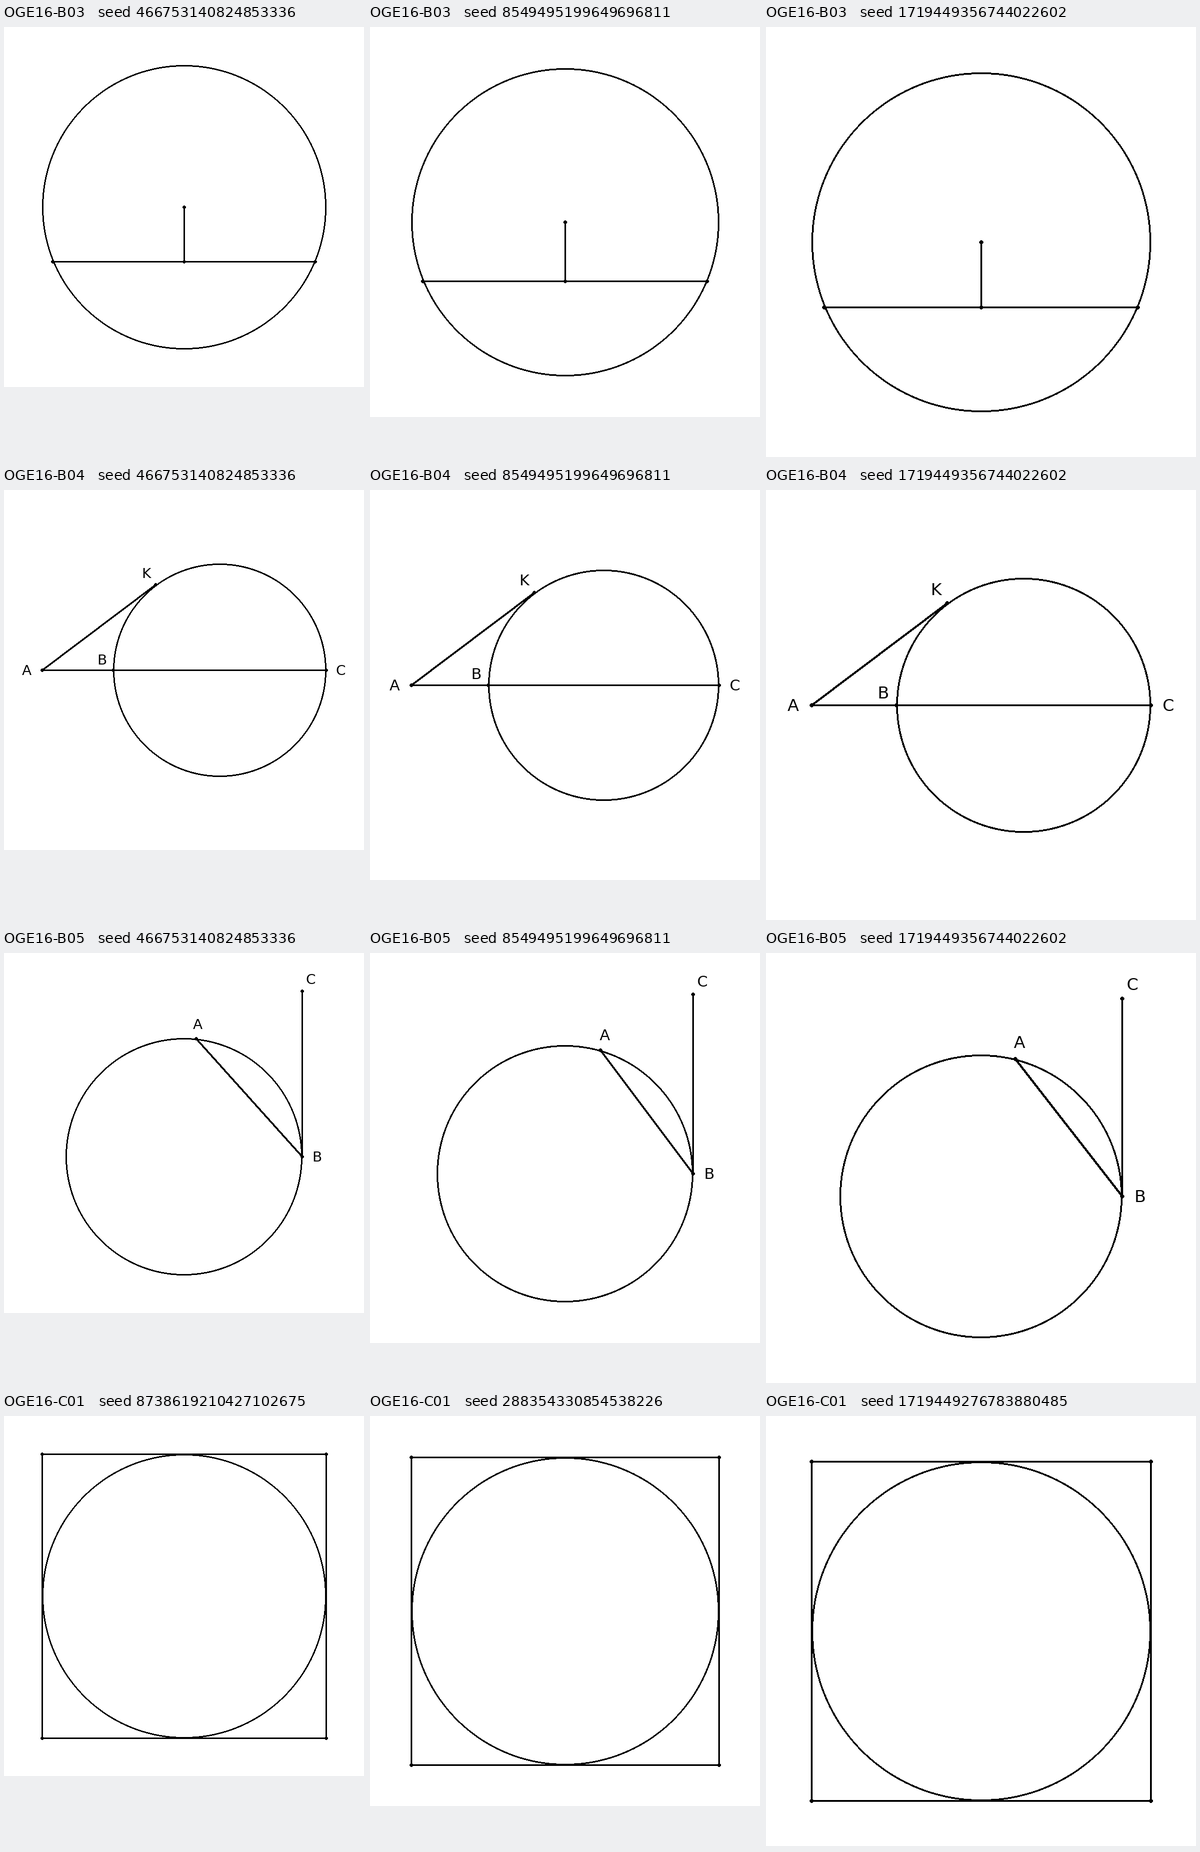 OGE16-B03 seed 466753140824853336
OGE16-B03 seed 8549495199649696811
OGE16-B03 seed 1719449356744022602
OGE16-B04 seed 466753140824853336
OGE16-B04 seed 8549495199649696811
OGE16-B04 seed 1719449356744022602
K
A
B
C
K
A
B
C
K
A
B
C
OGE16-B05 seed 466753140824853336
OGE16-B05 seed 8549495199649696811
OGE16-B05 seed 1719449356744022602
C
A
B
C
A
B
C
A
B
OGE16-C01 seed 8738619210427102675
OGE16-C01 seed 288354330854538226
OGE16-C01 seed 1719449276783880485